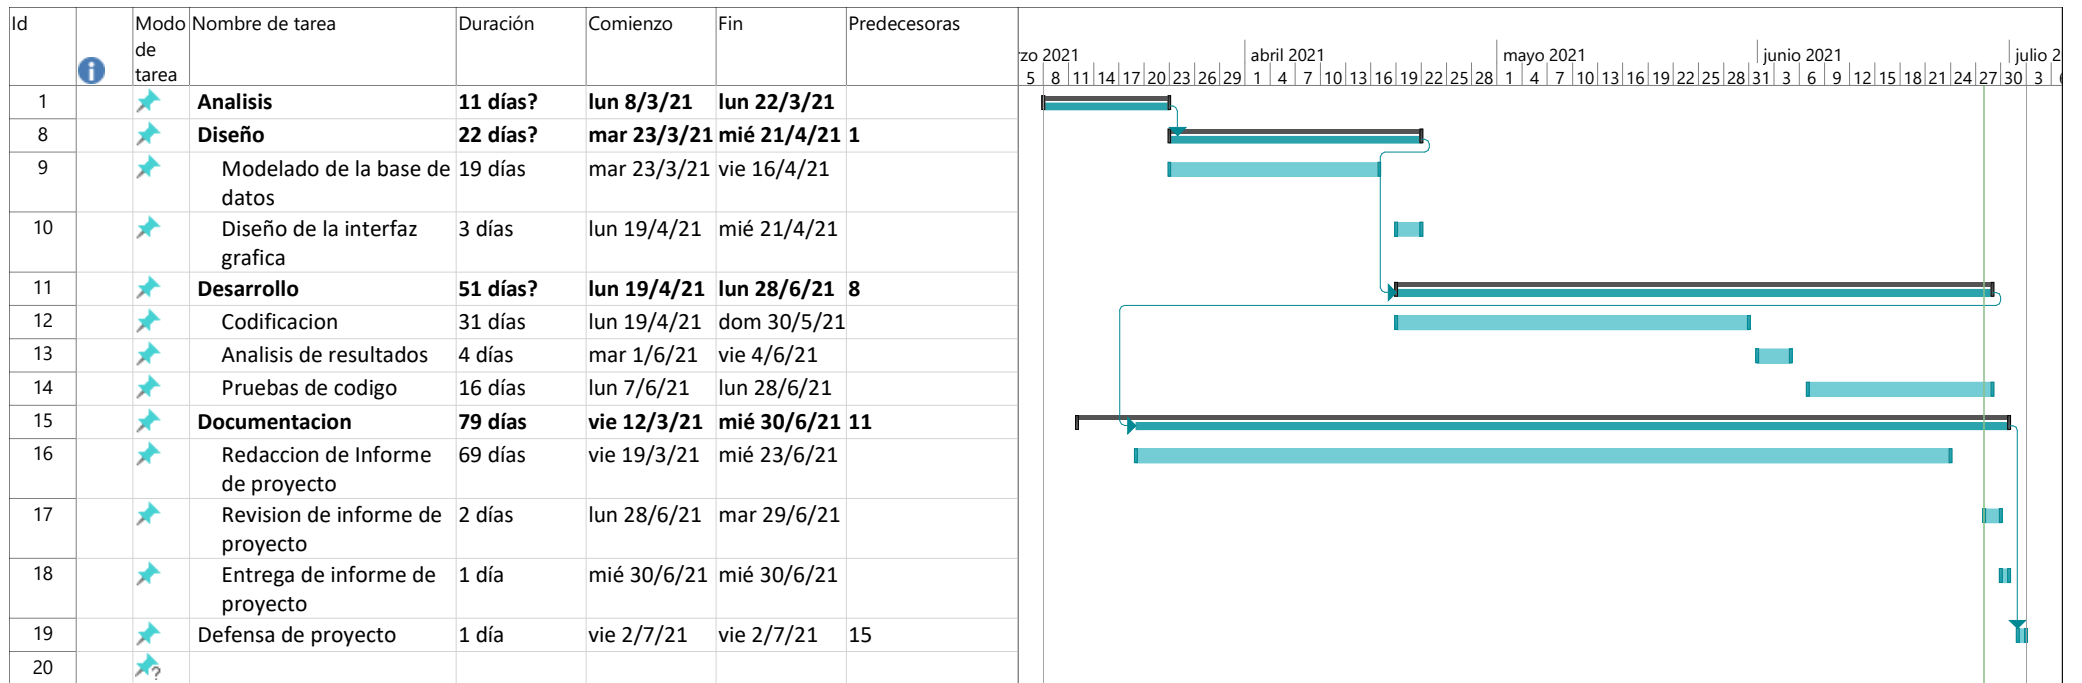 Id Modo de tarea Nombre de tarea Duración Comienzo Fin Predecesoras
rzo 2021 abril 2021 mayo 2021 junio 2021 julio 2
5 8 11 14 17 20 23 26 29 1 4 7 10 13 16 19 22 25 28 1 4 7 10 13 16 19 22 25 28 31 3 6 9 12 15 18 21 24 27 30 3
1 Analisis 11 días? lun 8/3/21 lun 22/3/21
8 Diseño 22 días? mar 23/3/21 mié 21/4/21 1
9 Modelado de la base de datos 19 días mar 23/3/21 vie 16/4/21
10 Diseño de la interfaz grafica 3 días lun 19/4/21 mié 21/4/21
11 Desarrollo 51 días? lun 19/4/21 lun 28/6/21 8
12 Codificacion 31 días lun 19/4/21 dom 30/5/21
13 Analisis de resultados 4 días mar 1/6/21 vie 4/6/21
14 Pruebas de codigo 16 días lun 7/6/21 lun 28/6/21
15 Documentacion 79 días vie 12/3/21 mié 30/6/21 11
16 Redaccion de Informe de proyecto 69 días vie 19/3/21 mié 23/6/21
17 Revision de informe de proyecto 2 días lun 28/6/21 mar 29/6/21
18 Entrega de informe de proyecto 1 día mié 30/6/21 mié 30/6/21
19 Defensa de proyecto 1 día vie 2/7/21 vie 2/7/21 15
20 ?